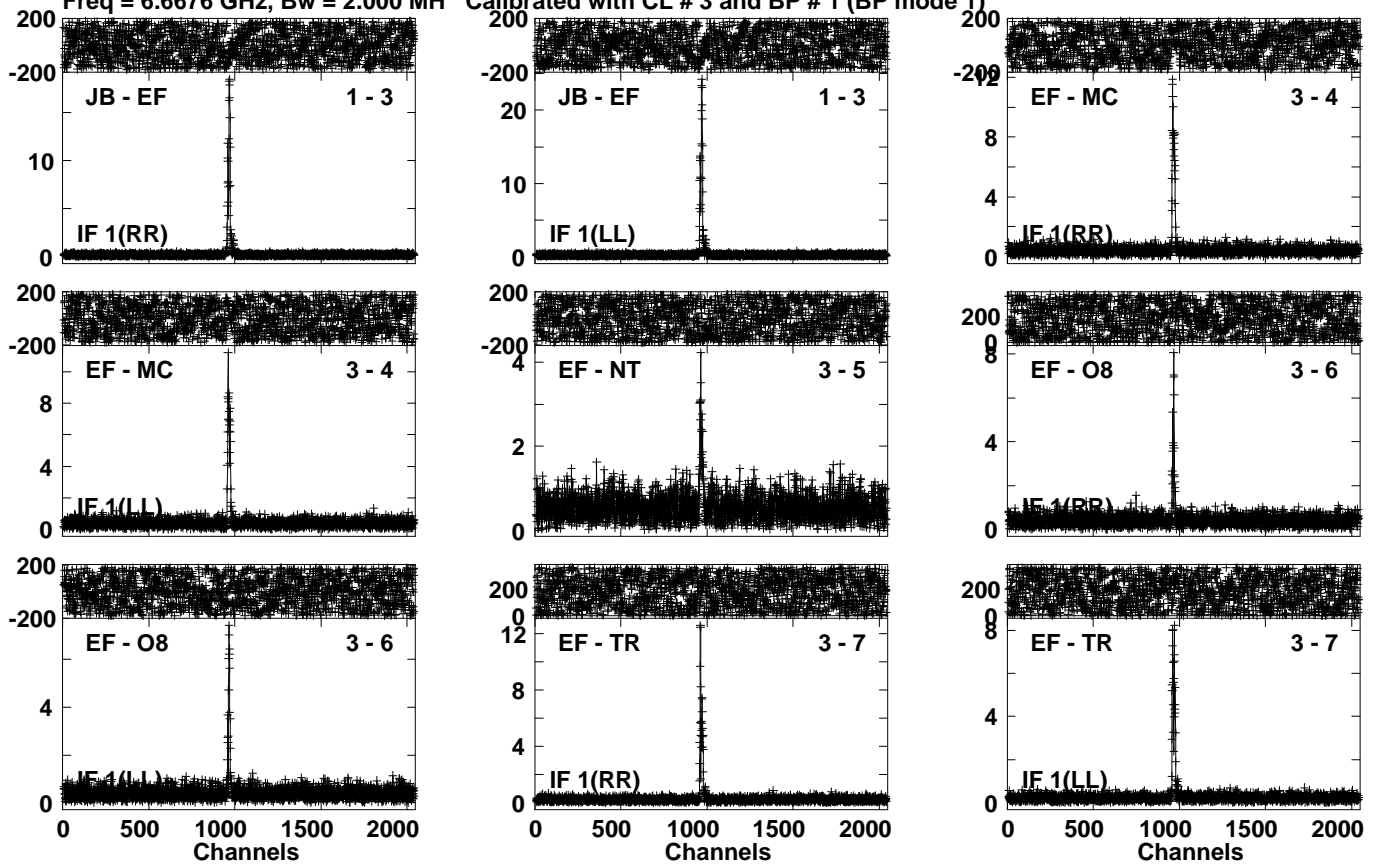 Freq = 6.6676 GHz, Bw = 2.000 MH Calibrated with CL # 3 and BP # 1 (BP mode 1)
200 200 200
-200 -200 -200
JB - EF 1 - 3 JB - EF 1 - 3 EF - MC 3 - 4
12
20
8
10
10
4
IF 1(RR) IF 1(LL) IF 1(RR)
0 0 0
200 200 200
-200 -200 0
EF - MC 3 - 4 EF - NT 3 - 5 EF - O8 3 - 6
4 8
8
2
4
4
IF 1(LL) IF 1(RR)
0 0 0
200 200 200
-200 0 0
EF - O8 3 - 6 EF - TR 3 - 7 EF - TR 3 - 7
12 8
8
4
4
4
IF 1(LL) IF 1(RR) IF 1(LL)
0 0 0
0 500 1000 1500 2000 0 500 1000 1500 2000 0 500 1000 1500 2000
Channels Channels Channels